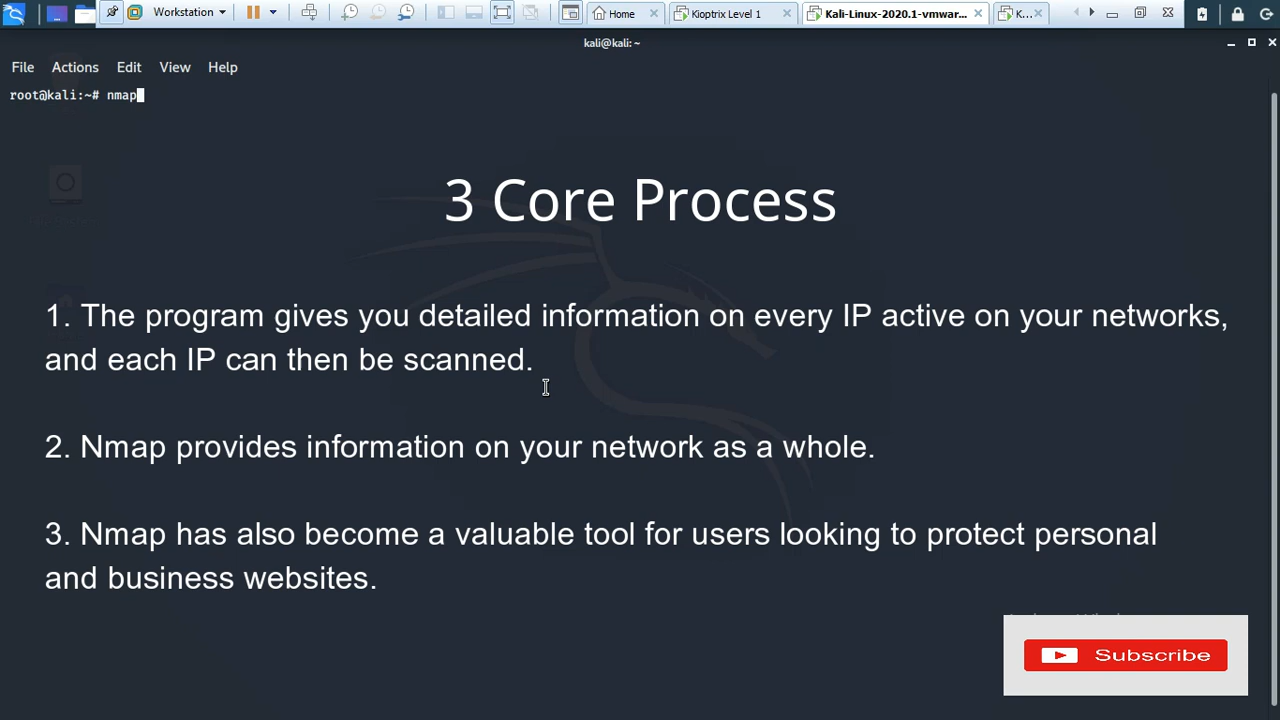 Workstation
Home
Kioptrix Level 1
Kali-Linux-2020.1-vmwar...
K...
kali@kali: ~
File Actions Edit View Help
root@kali:~# nmap
3 Core Process
1. The program gives you detailed information on every IP active on your networks,
and each IP can then be scanned.
2. Nmap provides information on your network as a whole.
3. Nmap has also become a valuable tool for users looking to protect personal
and business websites.
Subscribe